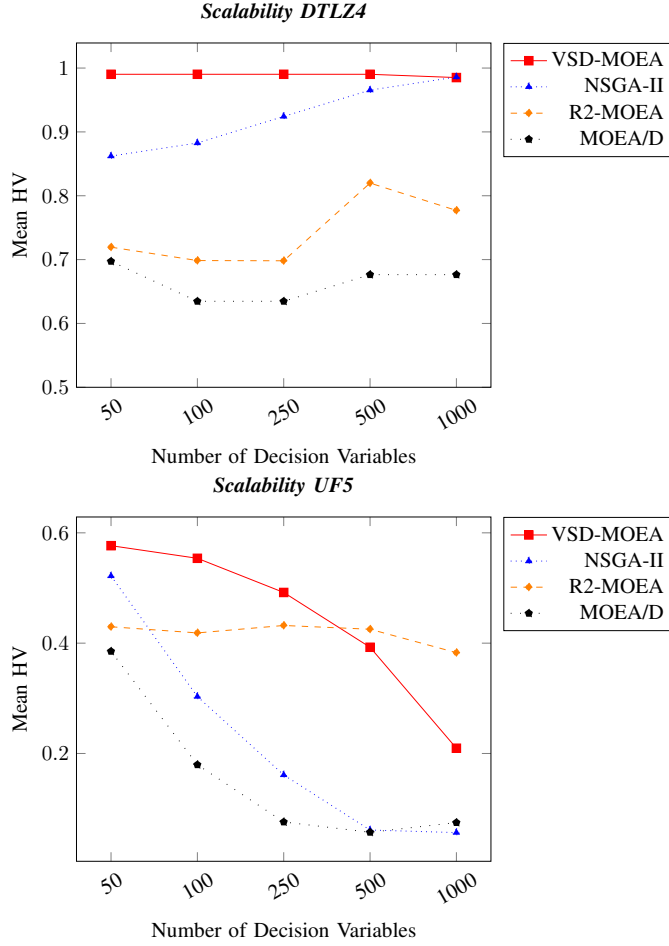 Scalability DTLZ4
Mean HV
1
0.9
0.8
0.7
0.6
0.5
50
100
250
500
1000
Number of Decision Variables
VSD-MOEA
NSGA-II
R2-MOEA
MOEA/D
Scalability UF5
Mean HV
0.6
0.4
0.2
50
100
250
500
1000
Number of Decision Variables
VSD-MOEA
NSGA-II
R2-MOEA
MOEA/D